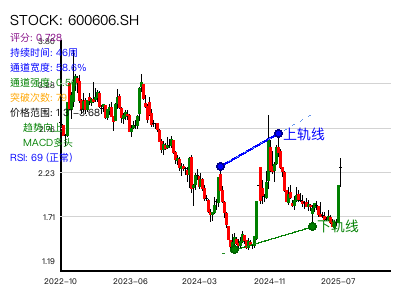 STOCK: 600606.SH
评分: 0.728
持续时间: 46周
通道宽度: 58.6%
通道强度: 0.5
突破次数:
价格范围: 1.31-3.68
趋势向上
MACD多头
RSI: 69 (正常)
上轨线
下轨线
2.23
1.71
1.19
2022-10
2023-06
2024-03
2024-11
2025-07